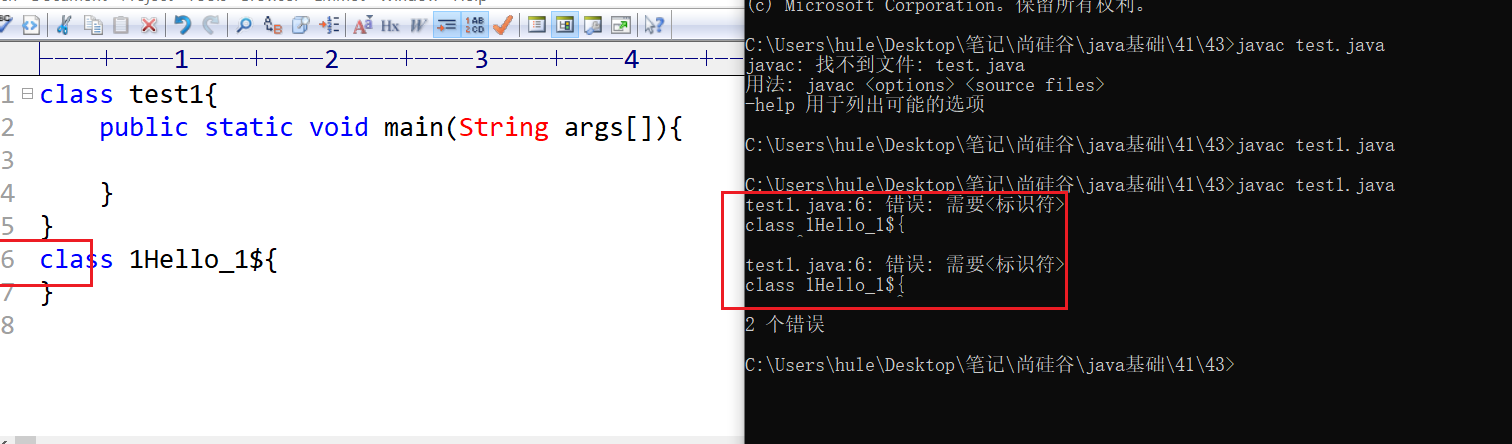 class test1{
public static void main(String args[]){
}
}
class 1Hello_1${
}
1
2
3
4
5
6
7
8
1 2 3 4
(c) Microsoft Corporation。保留所有权利。
C:\Users\hule\Desktop\笔记\尚硅谷\java基础\41\43>javac test.java
javac: 找不到文件: test.java
用法: javac <options> <source files>
-help 用于列出可能的选项
C:\Users\hule\Desktop\笔记\尚硅谷\java基础\41\43>javac test1.java
C:\Users\hule\Desktop\笔记\尚硅谷\java基础\41\43>javac test1.java
test1.java:6: 错误: 需要<标识符>
class 1Hello_1${
^
test1.java:6: 错误: 需要<标识符>
class 1Hello_1${
^
2 个错误
C:\Users\hule\Desktop\笔记\尚硅谷\java基础\41\43>